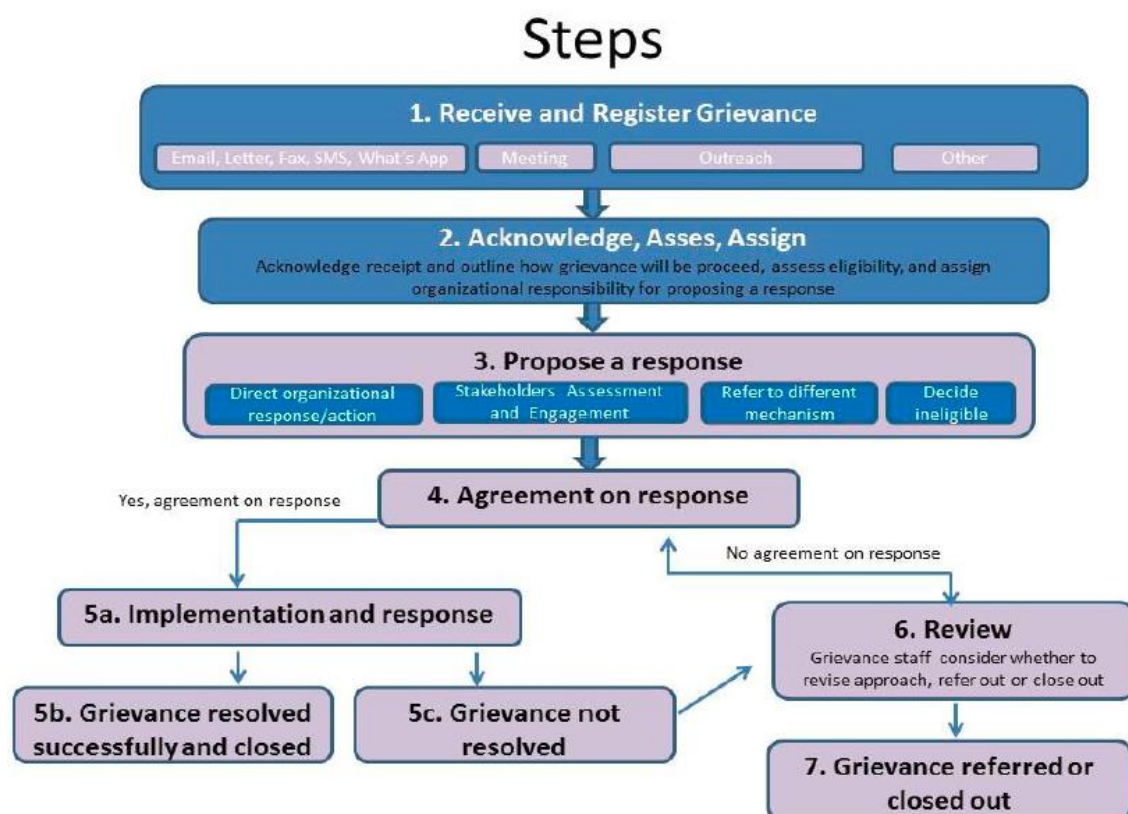 Steps
1. Receive and Register Grievance
Email, Letter, Fax, SMS, What's App
Meeting
Outreach
Other
2. Acknowledge, Asses, Assign
Acknowledge receipt and outline how grievance will be proceed, assess eligibility, and assign
organizational responsibility for proposing a response
3. Propose a response
Direct organizational
response/action
Stakeholders Assessment
and Engagement
Refer to different
mechanism
Decide
ineligible
4. Agreement on response
Yes, agreement on response
No agreement on response
5a. Implementation and response
6. Review
Grievance staff consider whether to
revise approach, refer out or close out
5b. Grievance resolved
successfully and closed
5c. Grievance not
resolved
7. Grievance referred or
closed out